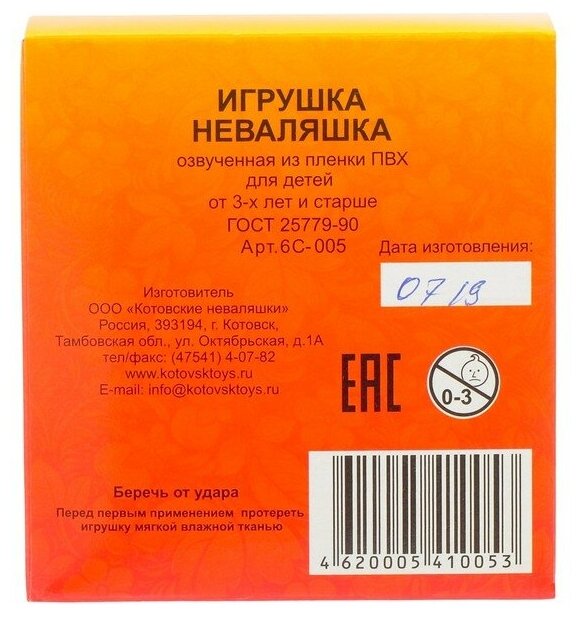 ИГРУШКА
НЕВАЛЯШКА
озвученная из пленки ПВХ
для детей
от 3-х лет и старше
ГОСТ 25779-90
Арт.6С-005
Дата изготовления:
07/19
Изготовитель
ООО «Котовские неваляшки»
Россия, 393194, г. Котовск,
Тамбовская обл., ул. Октябрьская, д.1А
тел/факс: (47541) 4-07-82
www.kotovsktoys.ru
E-mail: info@kotovsktoys.ru
ЕАС
0-3
Беречь от удара
Перед первым применением протереть
игрушку мягкой влажной тканью
4 620005 410053